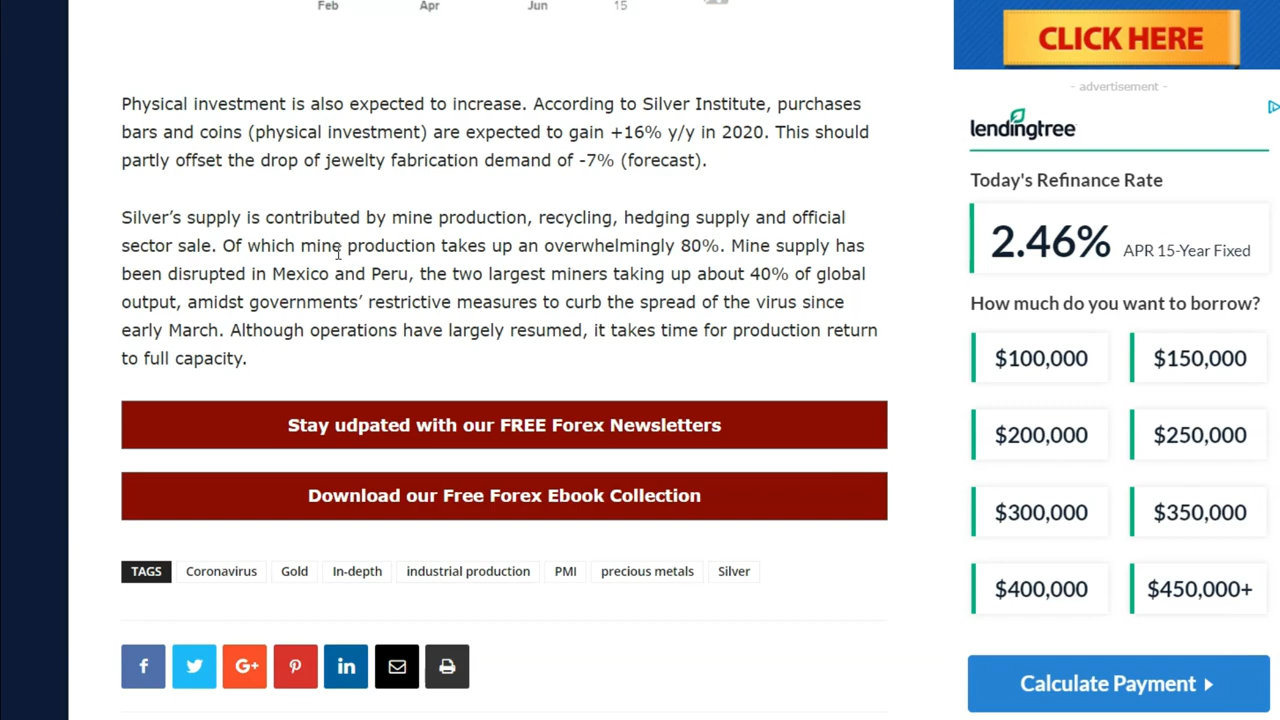 Feb Apr Jun 15
Physical investment is also expected to increase. According to Silver Institute, purchases
bars and coins (physical investment) are expected to gain +16% y/y in 2020. This should
partly offset the drop of jewelty fabrication demand of -7% (forecast).
Silver’s supply is contributed by mine production, recycling, hedging supply and official
sector sale. Of which mine production takes up an overwhelmingly 80%. Mine supply has
been disrupted in Mexico and Peru, the two largest miners taking up about 40% of global
output, amidst governments’ restrictive measures to curb the spread of the virus since
early March. Although operations have largely resumed, it takes time for production return
to full capacity.
Stay udpated with our FREE Forex Newsletters
Download our Free Forex Ebook Collection
TAGS Coronavirus Gold In-depth industrial production PMI precious metals Silver
f G+ in
CLICK HERE
- advertisement -
lendingtree
Today's Refinance Rate
2.46% APR 15-Year Fixed
How much do you want to borrow?
$100,000 $150,000
$200,000 $250,000
$300,000 $350,000
$400,000 $450,000+
Calculate Payment